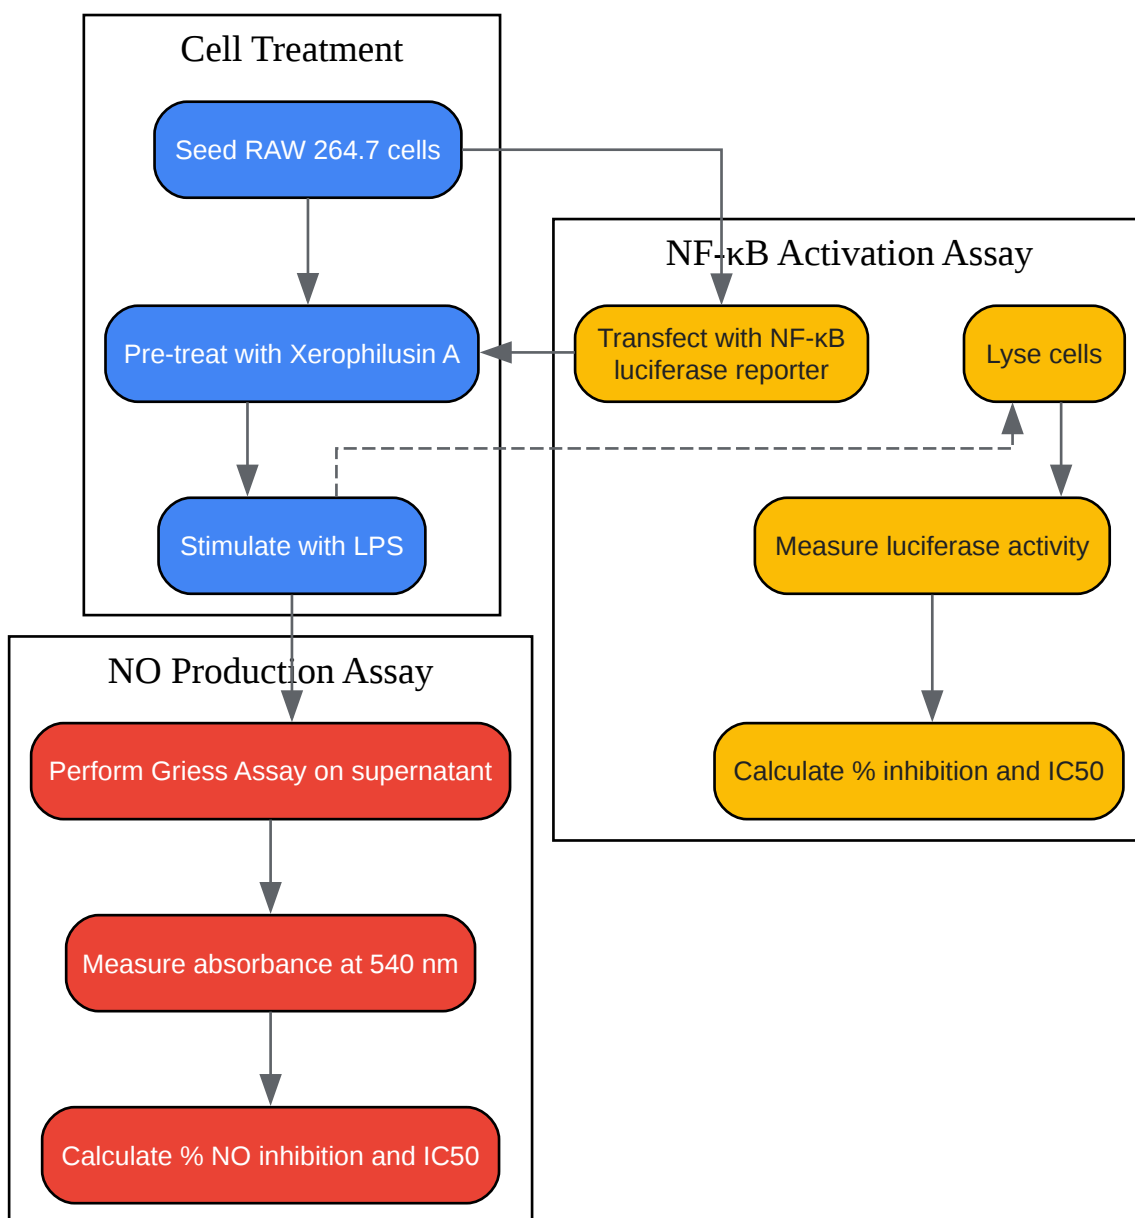 Cell Treatment
Seed RAW 264.7 cells
Pre-treat with Xerophilusin A
Stimulate with LPS
NF-κB Activation Assay
Transfect with NF-κB
luciferase reporter
Lyse cells
Measure luciferase activity
Calculate % inhibition and IC50
NO Production Assay
Perform Griess Assay on supernatant
Measure absorbance at 540 nm
Calculate % NO inhibition and IC50